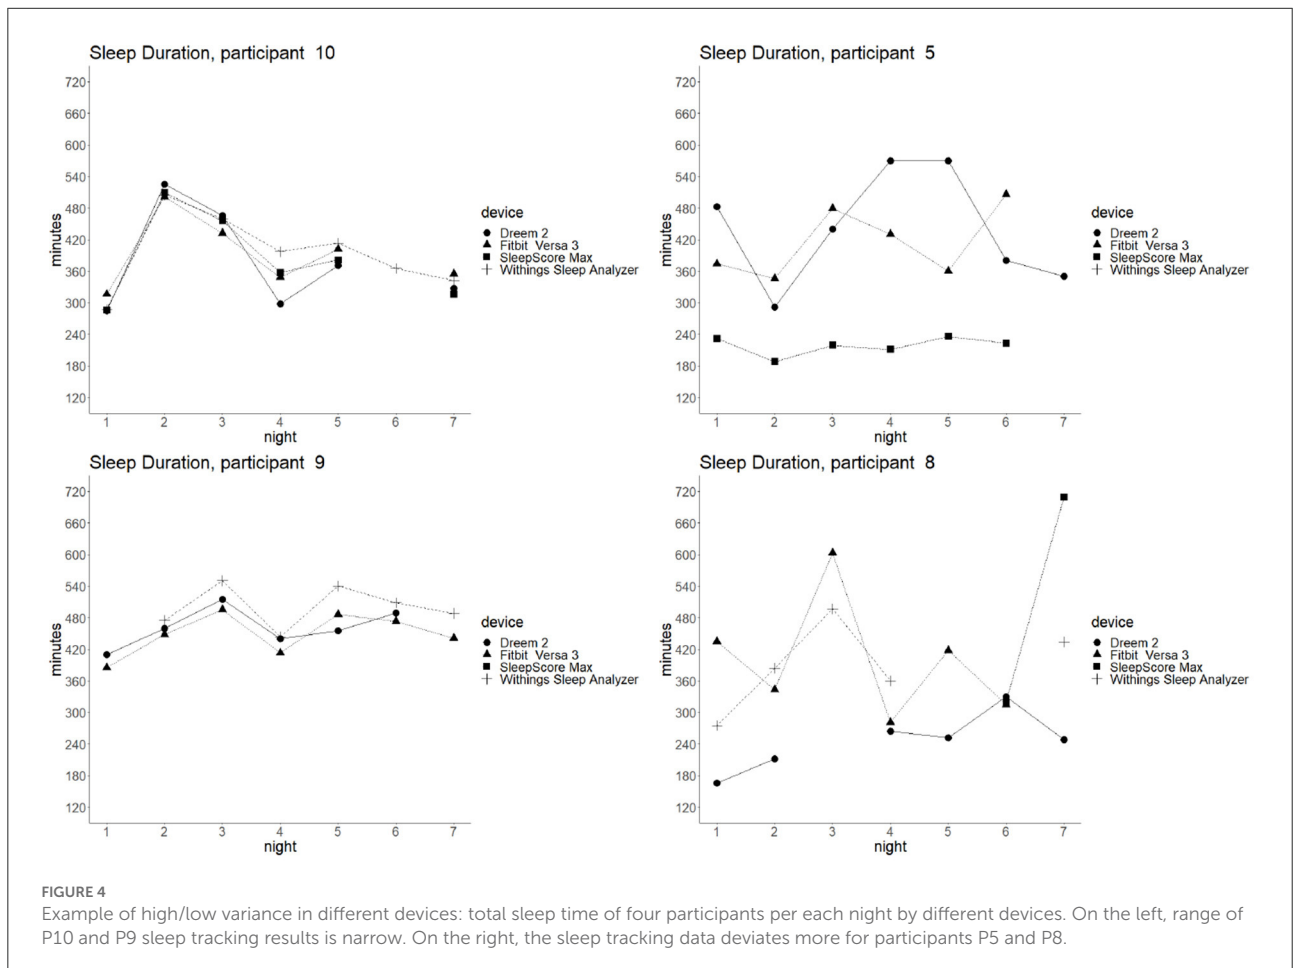 Sleep Duration, participant 10
720
660
600
540
480
420
360
300
240
180
120
minutes
1 2 3 4 5 6 7
night
device
Dreem 2
Fitbit Versa 3
SleepScore Max
Withings Sleep Analyzer
Sleep Duration, participant 5
720
660
600
540
480
420
360
300
240
180
120
minutes
1 2 3 4 5 6 7
night
device
Dreem 2
Fitbit Versa 3
SleepScore Max
Withings Sleep Analyzer
Sleep Duration, participant 9
720
660
600
540
480
420
360
300
240
180
120
minutes
1 2 3 4 5 6 7
night
device
Dreem 2
Fitbit Versa 3
SleepScore Max
Withings Sleep Analyzer
Sleep Duration, participant 8
720
660
600
540
480
420
360
300
240
180
120
minutes
1 2 3 4 5 6 7
night
device
Dreem 2
Fitbit Versa 3
SleepScore Max
Withings Sleep Analyzer
FIGURE 4
Example of high/low variance in different devices: total sleep time of four participants per each night by different devices. On the left, range of
P10 and P9 sleep tracking results is narrow. On the right, the sleep tracking data deviates more for participants P5 and P8.